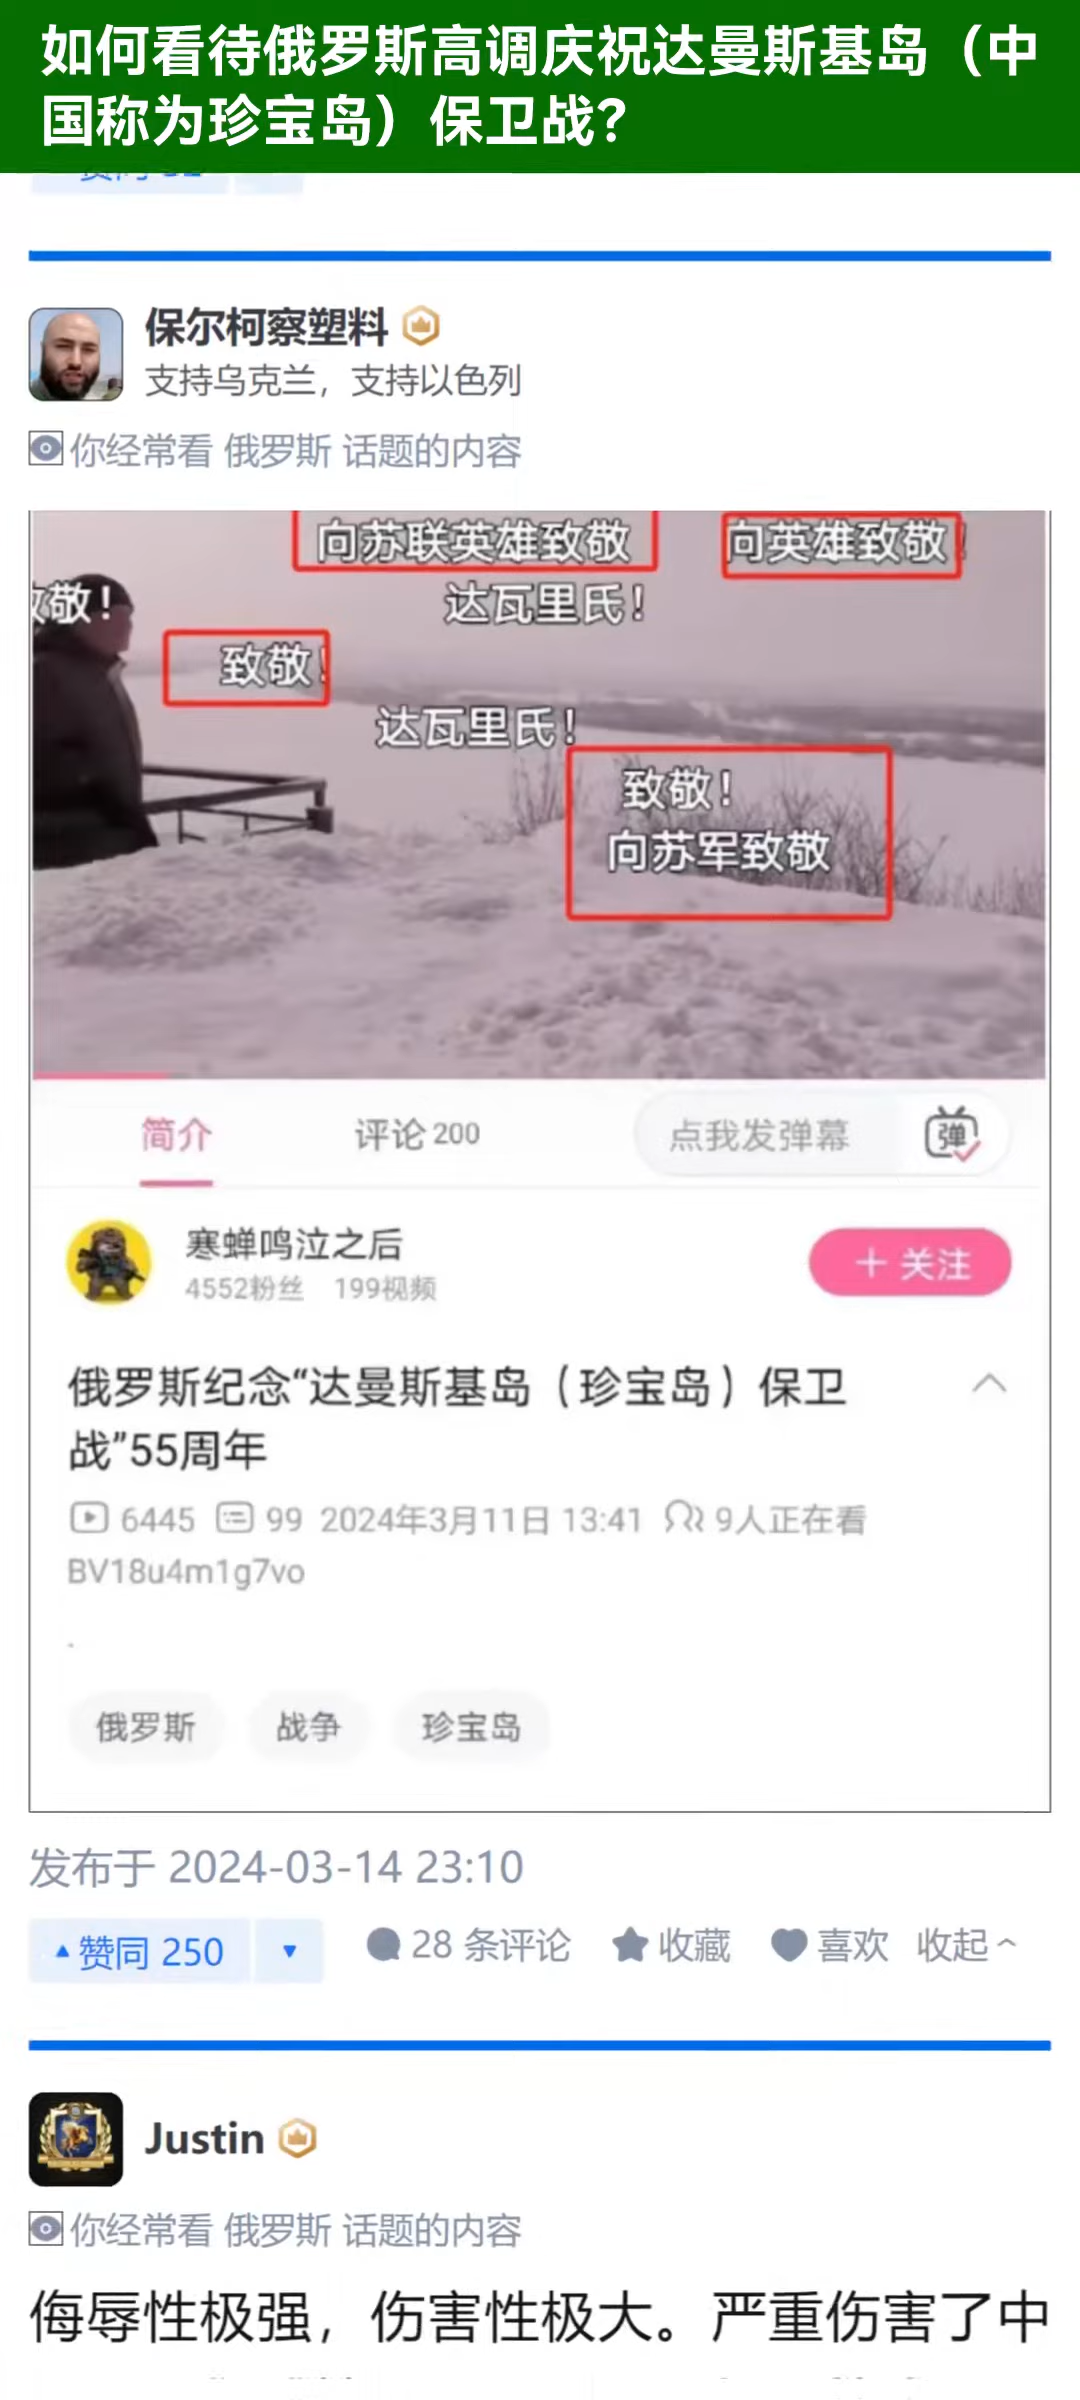 如何看待俄罗斯高调庆祝达曼斯基岛（中
国称为珍宝岛）保卫战？
保尔柯察塑料
支持乌克兰，支持以色列
你经常看 俄罗斯 话题的内容
向苏联英雄致敬 向英雄致敬！
敬！ 达瓦里氏！
致敬！
达瓦里氏！
致敬！
向苏军致敬
简介 评论 200 点我发弹幕 弹
寒蝉鸣泣之后
4552粉丝 199视频
＋ 关注
俄罗斯纪念“达曼斯基岛（珍宝岛）保卫
战”55周年
6445 99 2024年3月11日 13:41 9人正在看
BV18u4m1g7vo
.
俄罗斯 战争 珍宝岛
发布于 2024-03-14 23:10
赞同 250 28 条评论 收藏 喜欢 收起
Justin
你经常看 俄罗斯 话题的内容
侮辱性极强，伤害性极大。严重伤害了中